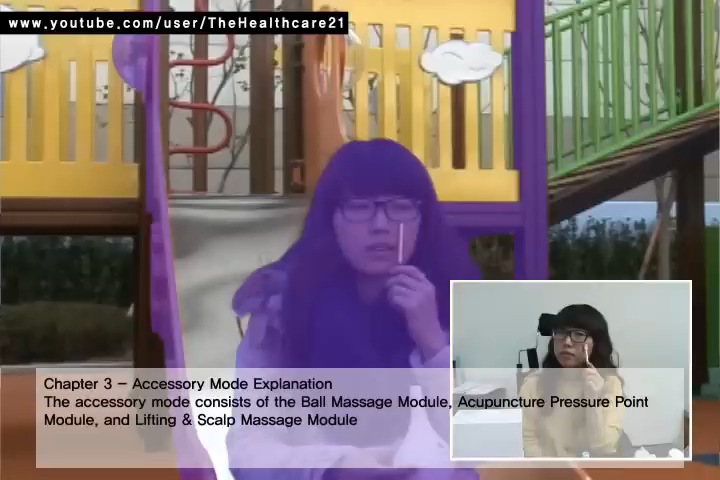 www.youtube.com/user/TheHealthcare21
Chapter 3 – Accessory Mode Explanation
The accessory mode consists of the Ball Massage Module, Acupuncture Pressure Point
Module, and Lifting & Scalp Massage Module